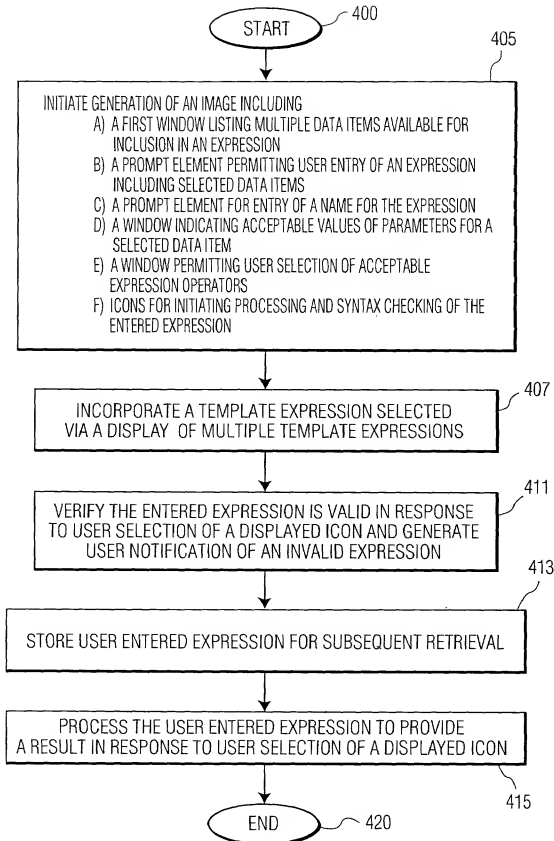 START
400
405
INITIATE GENERATION OF AN IMAGE INCLUDING
A) A FIRST WINDOW LISTING MULTIPLE DATA ITEMS AVAILABLE FOR
INCLUSION IN AN EXPRESSION
B) A PROMPT ELEMENT PERMITTING USER ENTRY OF AN EXPRESSION
INCLUDING SELECTED DATA ITEMS
C) A PROMPT ELEMENT FOR ENTRY OF A NAME FOR THE EXPRESSION
D) A WINDOW INDICATING ACCEPTABLE VALUES OF PARAMETERS FOR A
SELECTED DATA ITEM
E) A WINDOW PERMITTING USER SELECTION OF ACCEPTABLE
EXPRESSION OPERATORS
F) ICONS FOR INITIATING PROCESSING AND SYNTAX CHECKING OF THE
ENTERED EXPRESSION
407
INCORPORATE A TEMPLATE EXPRESSION SELECTED
VIA A DISPLAY OF MULTIPLE TEMPLATE EXPRESSIONS
411
VERIFY THE ENTERED EXPRESSION IS VALID IN RESPONSE
TO USER SELECTION OF A DISPLAYED ICON AND GENERATE
USER NOTIFICATION OF AN INVALID EXPRESSION
413
STORE USER ENTERED EXPRESSION FOR SUBSEQUENT RETRIEVAL
PROCESS THE USER ENTERED EXPRESSION TO PROVIDE
A RESULT IN RESPONSE TO USER SELECTION OF A DISPLAYED ICON
415
END
420